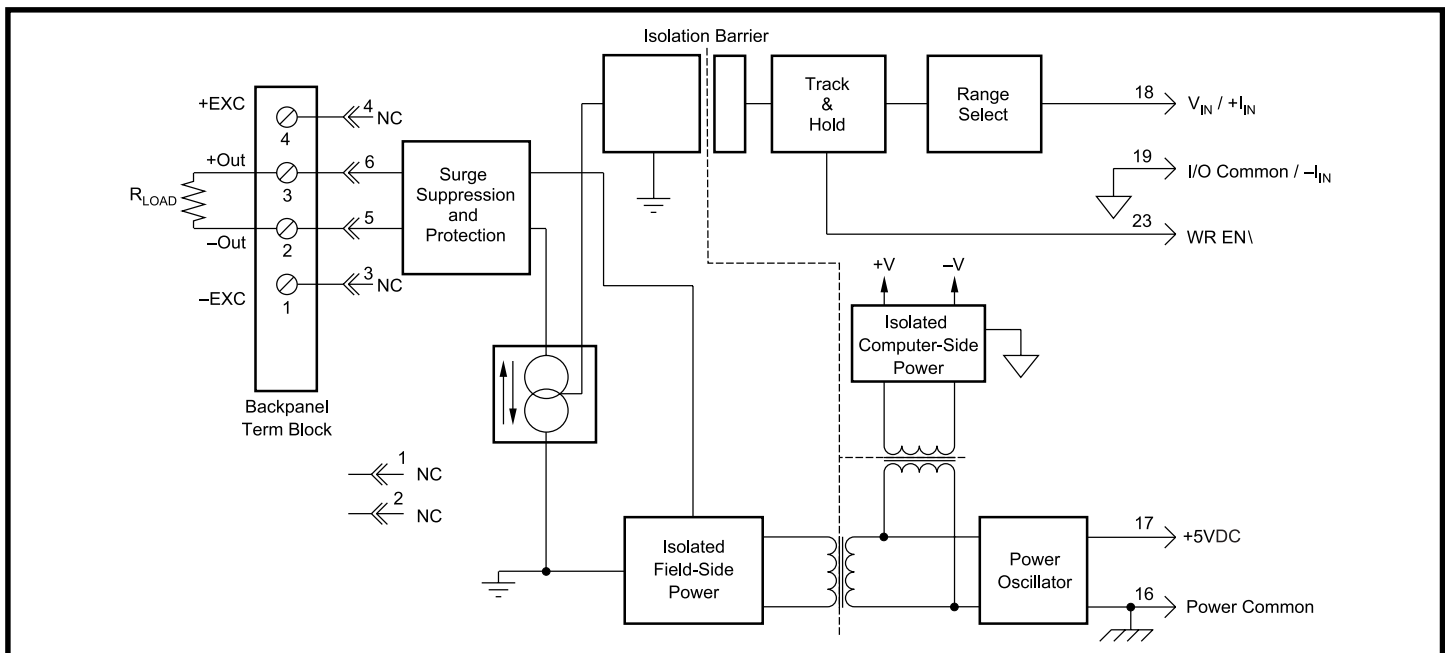 Isolation Barrier
+EXC
4
4
NC
+Out
3
6
R_LOAD
–Out
2
5
–EXC
1
3
NC
Surge
Suppression
and
Protection
Track
&
Hold
Range
Select
18
V_IN / +I_IN
19
I/O Common / –I_IN
23
WR EN\
+V
–V
Isolated
Computer-Side
Power
Backpanel
Term Block
1
NC
2
NC
Isolated
Field-Side
Power
Power
Oscillator
17
+5VDC
16
Power Common